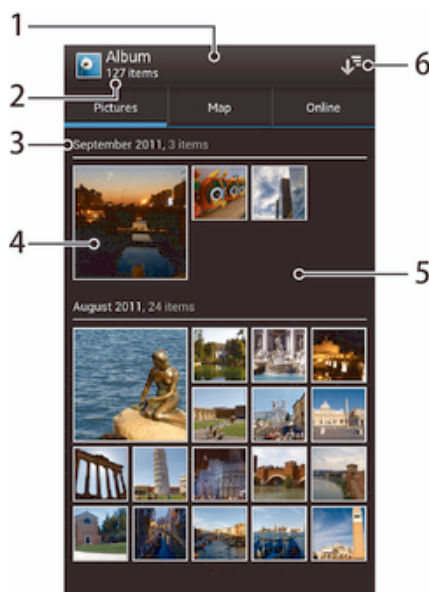 1
Album
6
127 items
2
Pictures
Map
Online
3
September 2011, 3 items
4
5
August 2011, 24 items